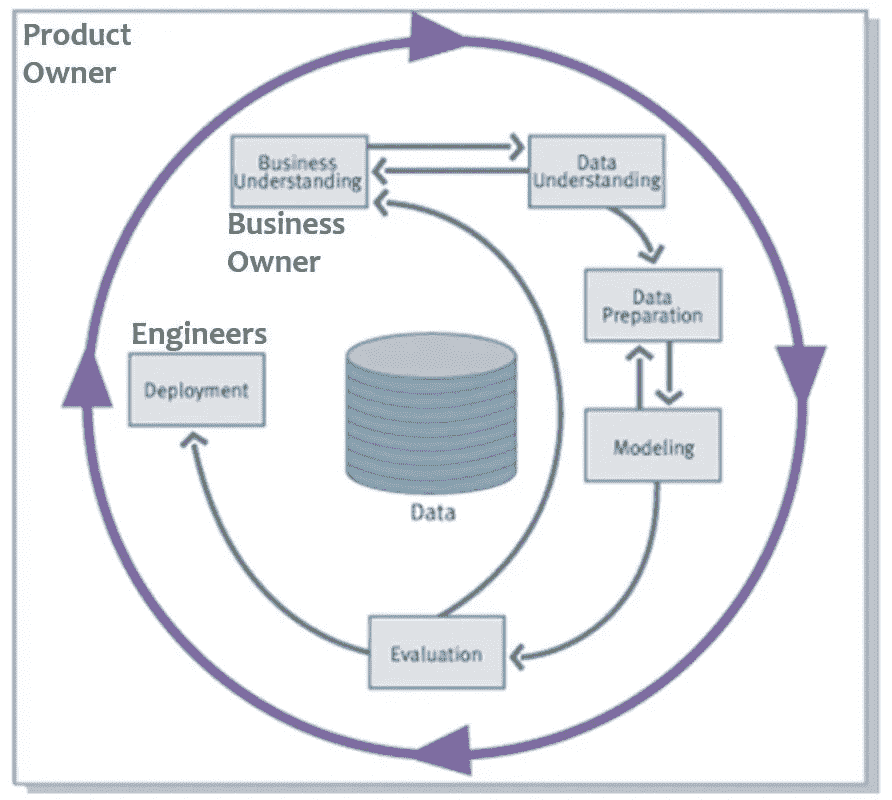 Product
Owner
Business
Understanding
Data
Understanding
Business
Owner
Data
Preparation
Engineers
Deployment
Modeling
Data
Evaluation